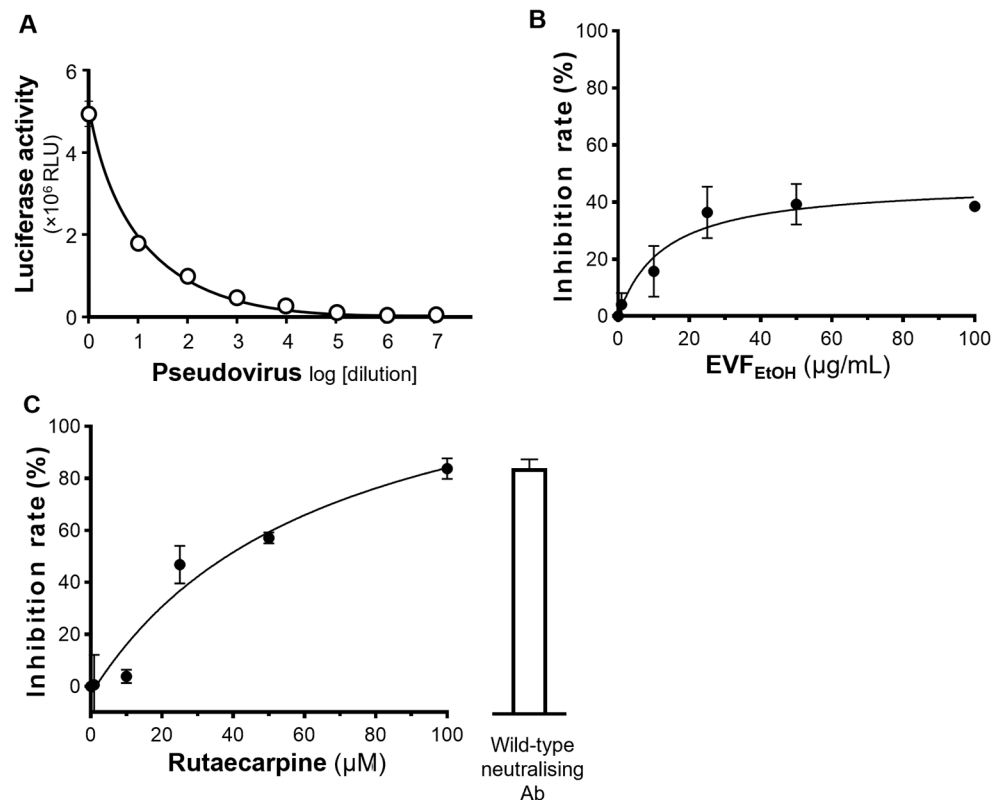 A
Luciferase activity
(×10⁶ RLU)
6
4
2
0
0 1 2 3 4 5 6 7
Pseudovirus log [dilution]
B
Inhibition rate (%)
100
80
60
40
20
0
0 20 40 60 80 100
EVF_EtOH (µg/mL)
C
Inhibition rate (%)
100
80
60
40
20
0
0 20 40 60 80 100
Rutaecarpine (µM)
Wild-type
neutralising
Ab